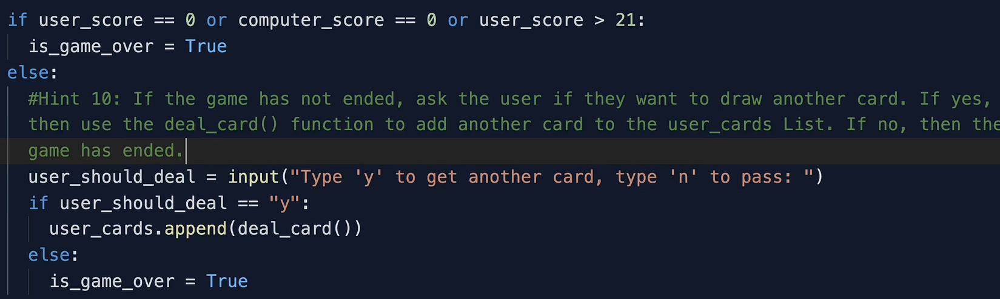 if user_score == 0 or computer_score == 0 or user_score > 21:
is_game_over = True
else:
#Hint 10: If the game has not ended, ask the user if they want to draw another card. If yes,
then use the deal_card() function to add another card to the user_cards List. If no, then the
game has ended.
user_should_deal = input("Type 'y' to get another card, type 'n' to pass: ")
if user_should_deal == "y":
user_cards.append(deal_card())
else:
is_game_over = True